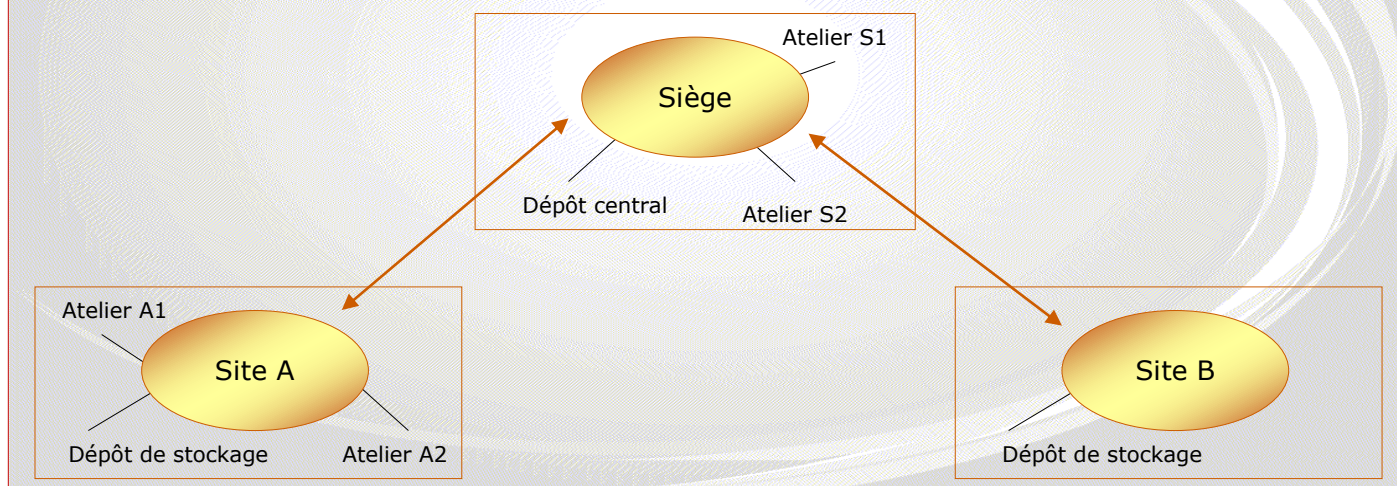 Atelier S1
Siège
Dépôt central
Atelier S2
Atelier A1
Site A
Dépôt de stockage
Atelier A2
Site B
Dépôt de stockage